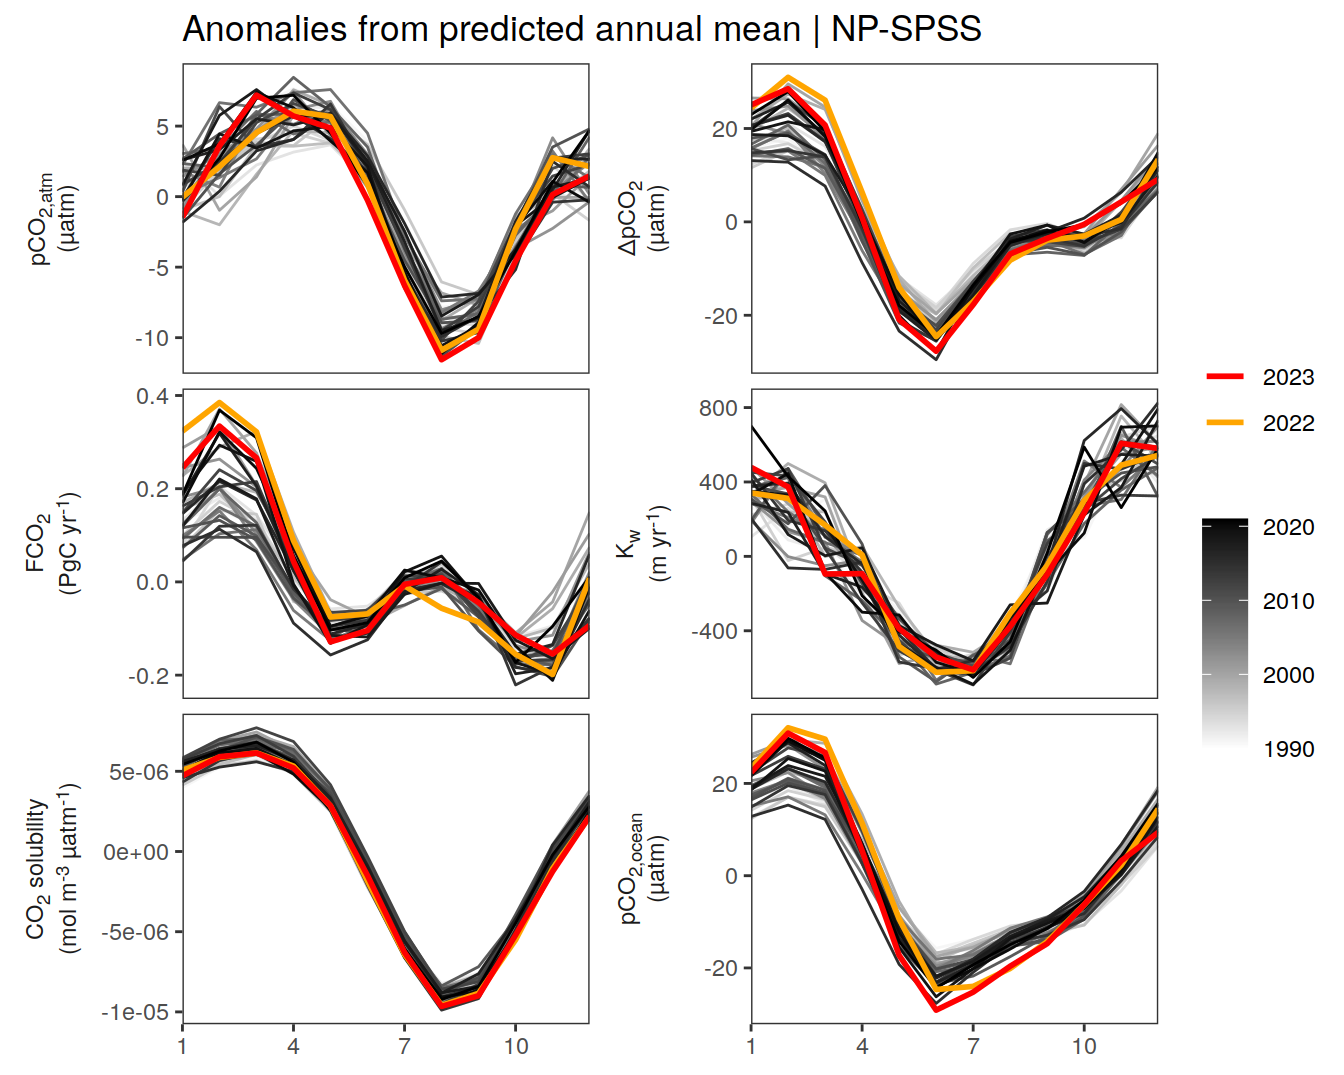 Anomalies from predicted annual mean | NP-SPSS
pCO2,atm
(µatm)
5
0
-5
-10
ΔpCO2
(µatm)
20
0
-20
FCO2
(PgC yr-1)
0.4
0.2
0.0
-0.2
Kw
(m yr-1)
800
400
0
-400
CO2 solubility
(mol m-3 µatm-1)
5e-06
0e+00
-5e-06
-1e-05
1 4 7 10
pCO2,ocean
(µatm)
20
0
-20
1 4 7 10
2023
2022
2020
2010
2000
1990